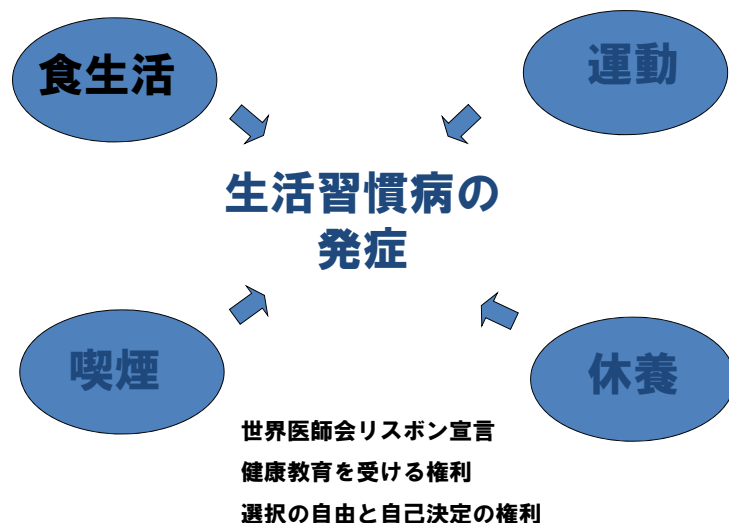 食生活
運動
生活習慣病の
発症
喫煙
休養
世界医師会リスボン宣言
健康教育を受ける権利
選択の自由と自己決定の権利